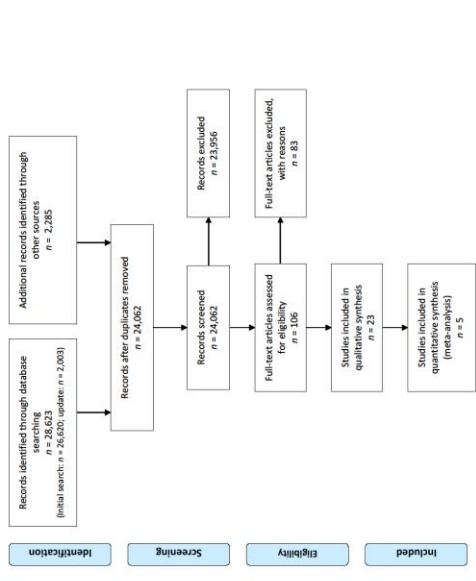 Identification
Records identified through database
searching
n = 28,623
(Initial search: n = 26,620; update: n = 2,003)
Additional records identified through
other sources
n = 2,285
Records after duplicates removed
n = 24,062
Screening
Records screened
n = 24,062
Records excluded
n = 23,956
Eligibility
Full-text articles assessed
for eligibility
n = 106
Full-text articles excluded,
with reasons
n = 83
Included
Studies included in
qualitative synthesis
n = 23
Studies included in
quantitative synthesis
(meta-analysis)
n = 5